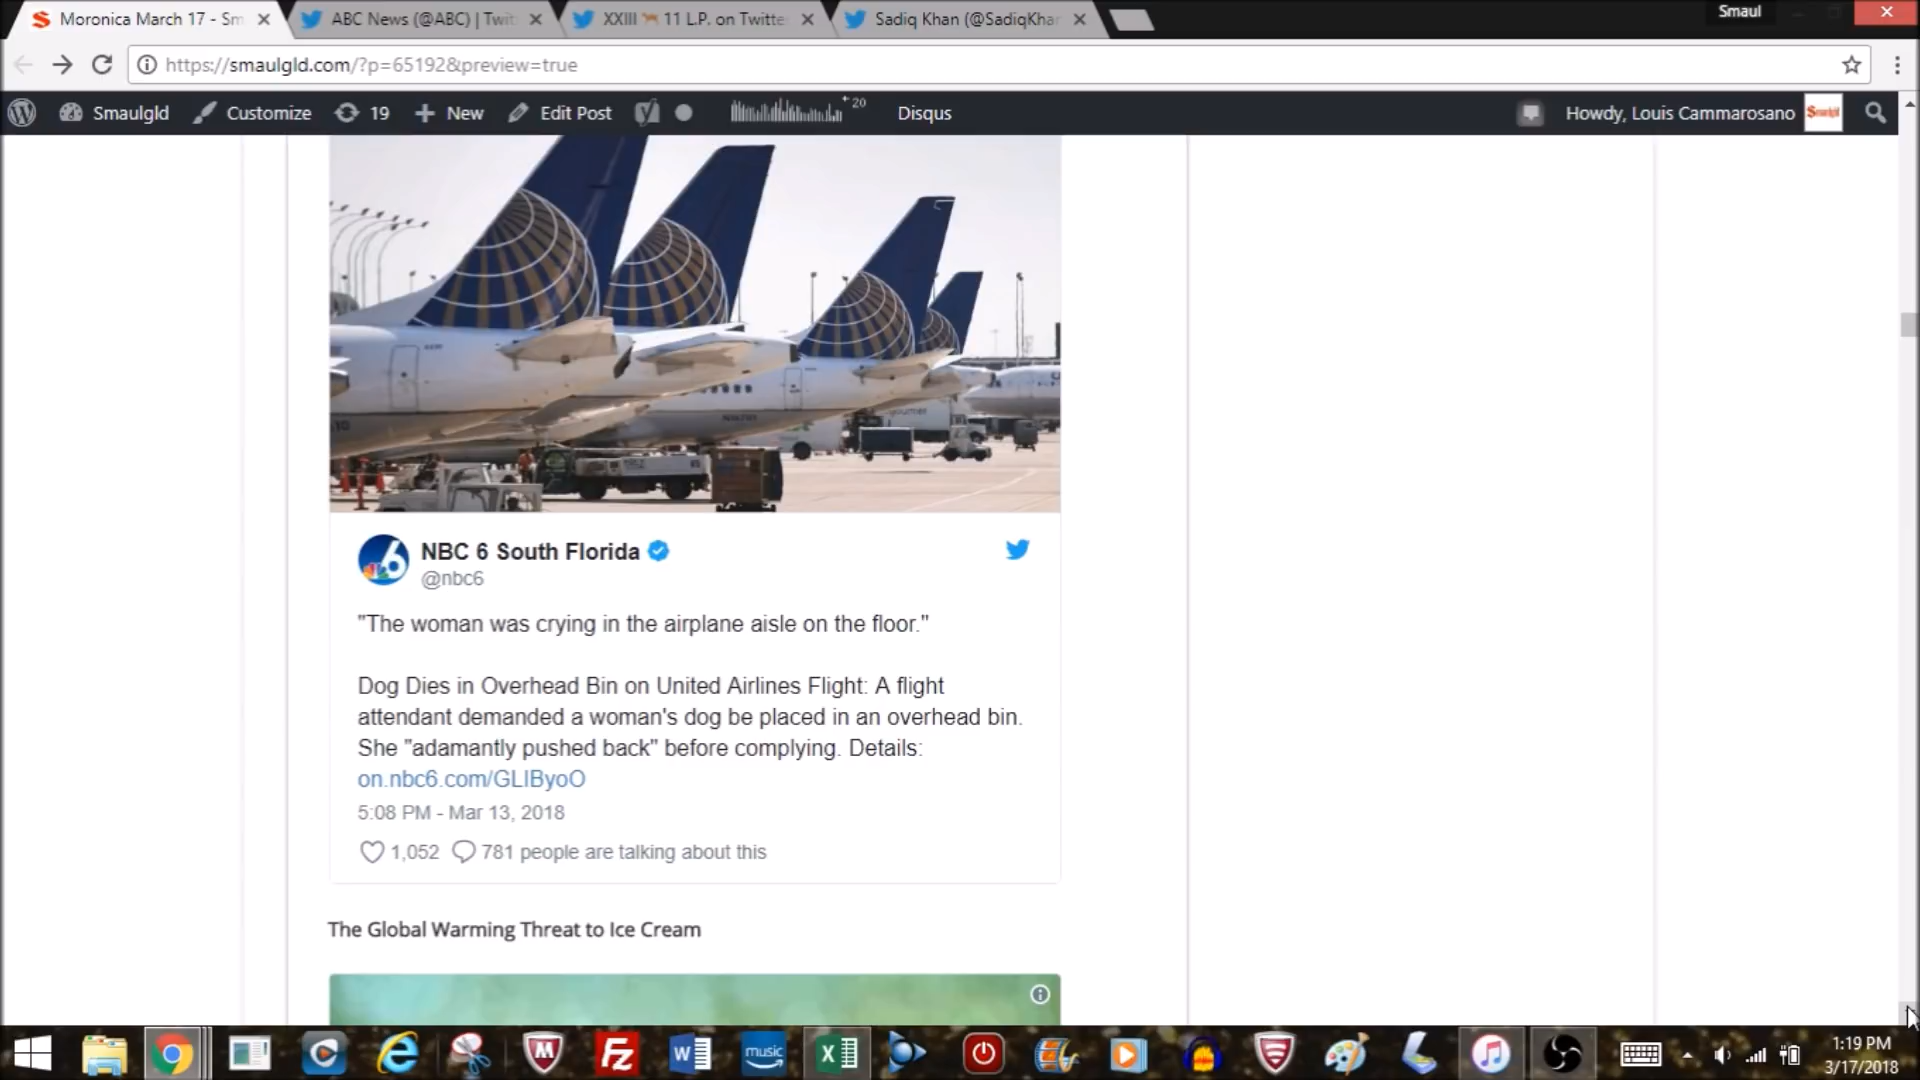 Moronica March 17 - Sm
ABC News (@ABC) | Twit
XXIII 11 L.P. on Twitte
Sadiq Khan (@SadiqKhan
Smaul
https://smaulgld.com/?p=65192&preview=true
Smaulgld
Customize
19
New
Edit Post
+20
Disqus
Howdy, Louis Cammarosano
Smaulgld
NBC 6 South Florida
@nbc6
"The woman was crying in the airplane aisle on the floor."
Dog Dies in Overhead Bin on United Airlines Flight: A flight
attendant demanded a woman's dog be placed in an overhead bin.
She "adamantly pushed back" before complying. Details:
on.nbc6.com/GLIByoO
5:08 PM - Mar 13, 2018
1,052
781 people are talking about this
The Global Warming Threat to Ice Cream
music
1:19 PM
3/17/2018